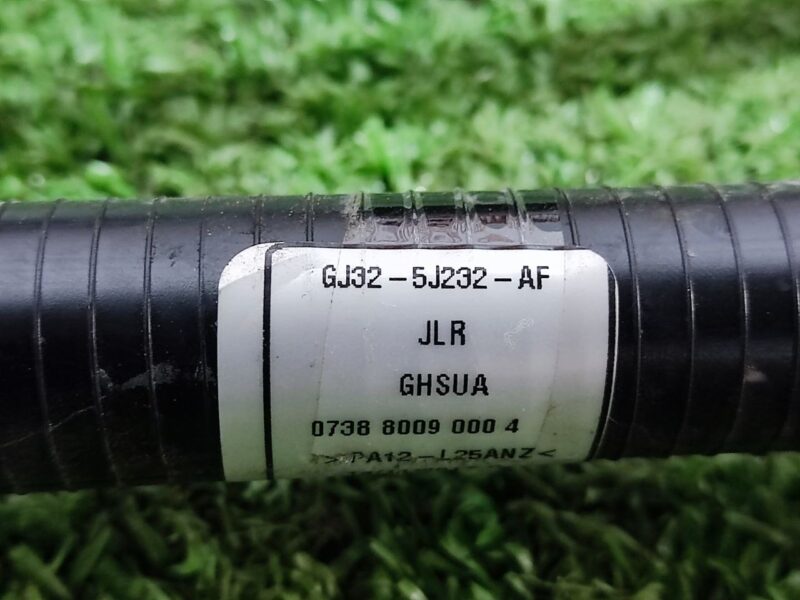 GJ32-5J232-AF
JLR
GHSUA
0738 8009 000 4
>PA12-L25ANZ<